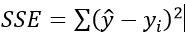 SSE = ∑(ŷ − yᵢ)²